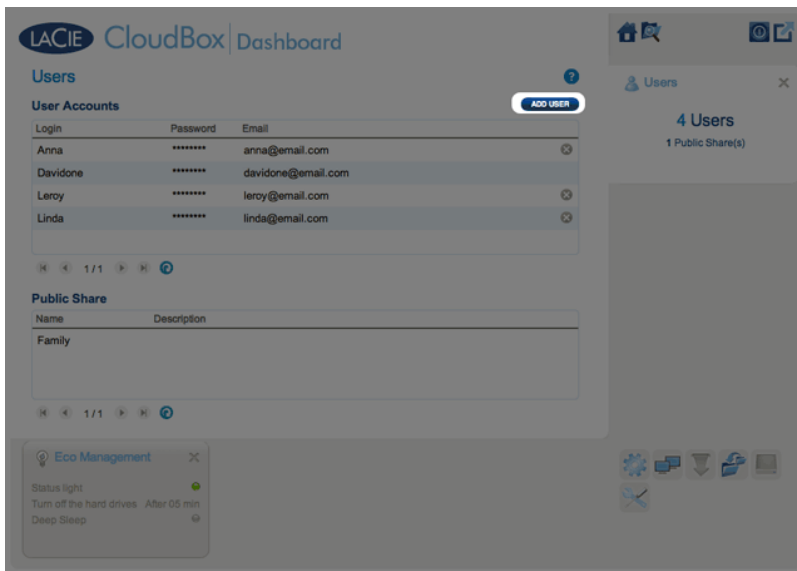 LACIE CloudBox Dashboard
Users ?
User Accounts ADD USER
Login Password Email
Anna ******** anna@email.com
Davidone ******** davidone@email.com
Leroy ******** leroy@email.com
Linda ******** linda@email.com
1 / 1
Public Share
Name Description
Family
1 / 1
Users
4 Users
1 Public Share(s)
Eco Management
Status light
Turn off the hard drives After 05 min
Deep Sleep